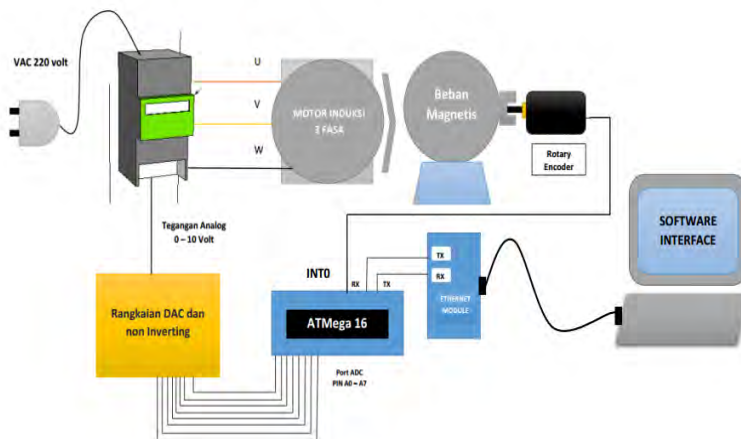 VAC 220 volt
U
V
W
MOTOR INDUKSI
3 FASA
Beban
Magnetis
Rotary
Encoder
Tegangan Analog
0 – 10 Volt
Rangkaian DAC dan
non Inverting
INT0
RX
TX
ATMega 16
Port ADC
PIN A0 – A7
TX
RX
ETHERNET
MODULE
SOFTWARE
INTERFACE